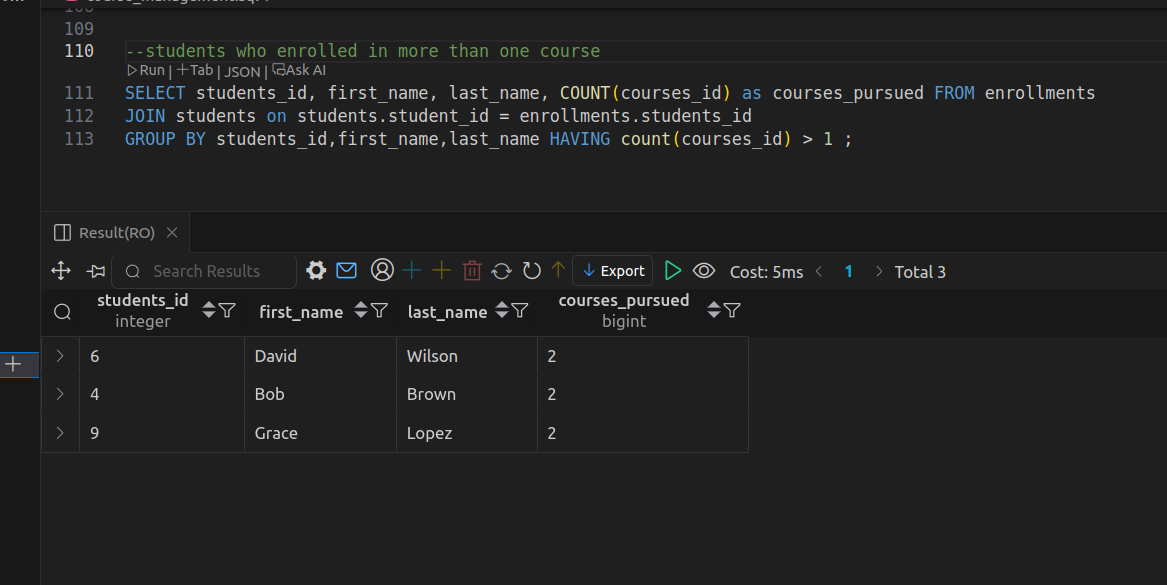 109
110 --students who enrolled in more than one course
Run | +Tab | JSON | Ask AI
111 SELECT students_id, first_name, last_name, COUNT(courses_id) as courses_pursued FROM enrollments
112 JOIN students on students.student_id = enrollments.students_id
113 GROUP BY students_id,first_name,last_name HAVING count(courses_id) > 1 ;
Result(RO)
Search Results Export Cost: 5ms < 1 > Total 3
students_id first_name last_name courses_pursued
integer bigint
6 David Wilson 2
4 Bob Brown 2
9 Grace Lopez 2